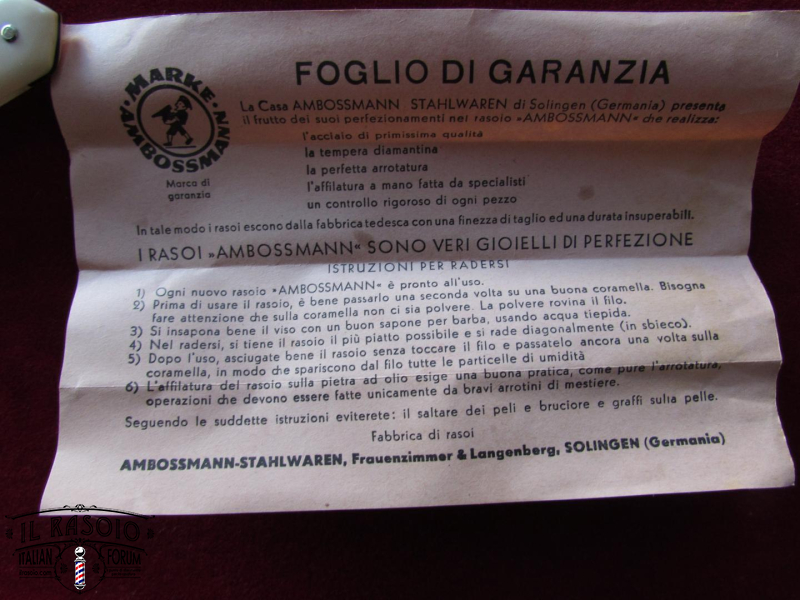 FOGLIO DI GARANZIA
MARKE · AMBOSSMANN ·
Marca di
garanzia
La Casa AMBOSSMANN STAHLWAREN di Solingen (Germania) presenta
il frutto dei suoi perfezionamenti nel rasoio »AMBOSSMANN« che realizza:
l'acciaio di primissima qualità
la tempera diamantina
la perfetta arrotatura
l'affilatura a mano fatta da specialisti
un controllo rigoroso di ogni pezzo
In tale modo i rasoi escono dalla fabbrica tedesca con una finezza di taglio ed una durata insuperabili.
I RASOI »AMBOSSMANN« SONO VERI GIOIELLI DI PERFEZIONE
ISTRUZIONI PER RADERSI
1) Ogni nuovo rasoio »AMBOSSMANN« è pronto all'uso.
2) Prima di usare il rasoio, è bene passarlo una seconda volta su una buona coramella. Bisogna
fare attenzione che sulla coramella non ci sia polvere. La polvere rovina il filo.
3) Si insapona bene il viso con un buon sapone per barba, usando acqua tiepida.
4) Nel radersi, si tiene il rasoio il più piatto possibile e si rade diagonalmente (in sbieco).
5) Dopo l'uso, asciugate bene il rasoio senza toccare il filo e passatelo ancora una volta sulla
coramella, in modo che spariscono dal filo tutte le particelle di umidità
6) L'affilatura del rasoio sulla pietra ad olio esige una buona pratica, come pure l'arrotatura,
operazioni che devono essere fatte unicamente da bravi arrotini di mestiere.
Seguendo le suddette istruzioni eviterete: il saltare dei peli e bruciore e graffi sulla pelle.
Fabbrica di rasoi
AMBOSSMANN-STAHLWAREN, Frauenzimmer & Langenberg, SOLINGEN (Germania)
IL RASOIO
ITALIAN FORUM